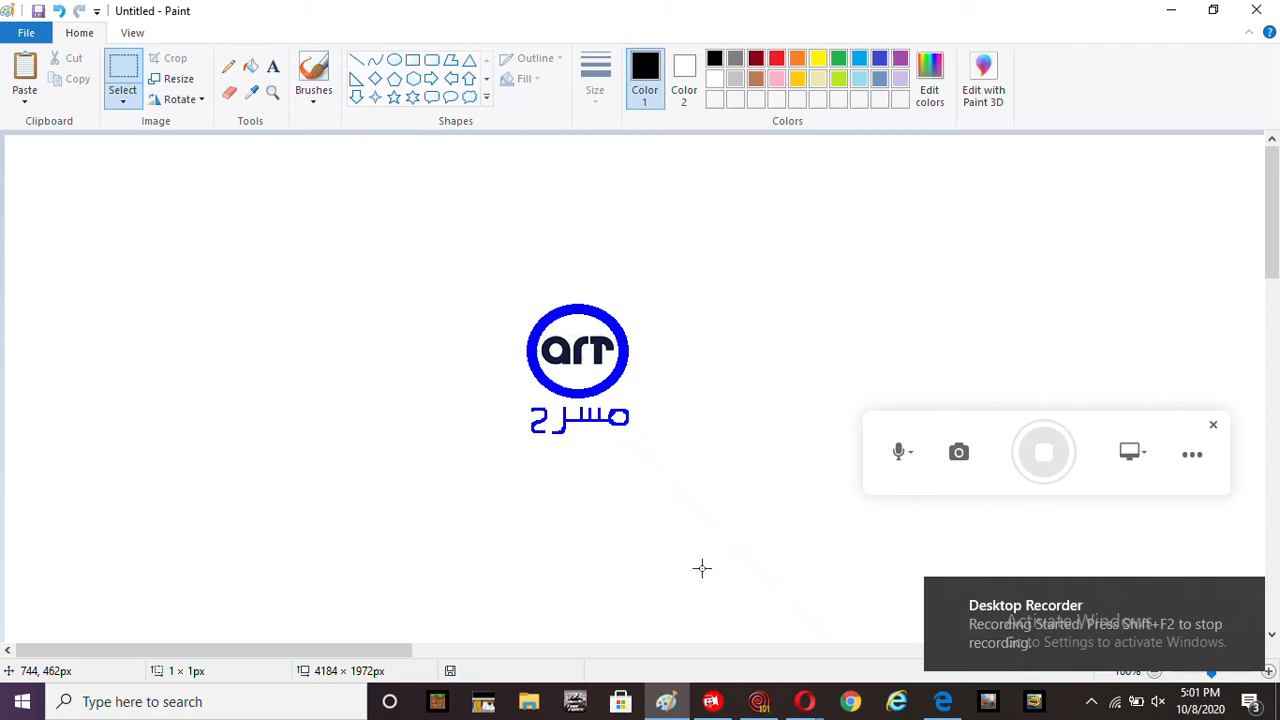 Untitled - Paint
File
Home
View
Paste
Cut
Copy
Clipboard
Select
Crop
Resize
Rotate
Image
Tools
Brushes
Shapes
Outline
Fill
Size
Color 1
Color 2
Edit colors
Edit with Paint 3D
Colors
art
مسرح
Desktop Recorder
Recording Started. Press Shift+F2 to stop
recording.
Activate Windows
Go to Settings to activate Windows.
744, 462px
1 × 1px
4184 × 1972px
100%
Type here to search
101
5:01 PM
10/8/2020
3